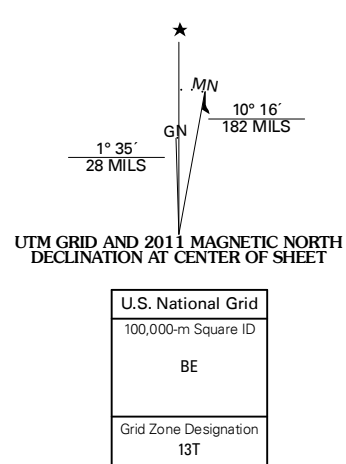 ★
MN
GN
10° 16´
182 MILS
1° 35´
28 MILS
UTM GRID AND 2011 MAGNETIC NORTH
DECLINATION AT CENTER OF SHEET
U.S. National Grid
100,000-m Square ID
BE
Grid Zone Designation
13T